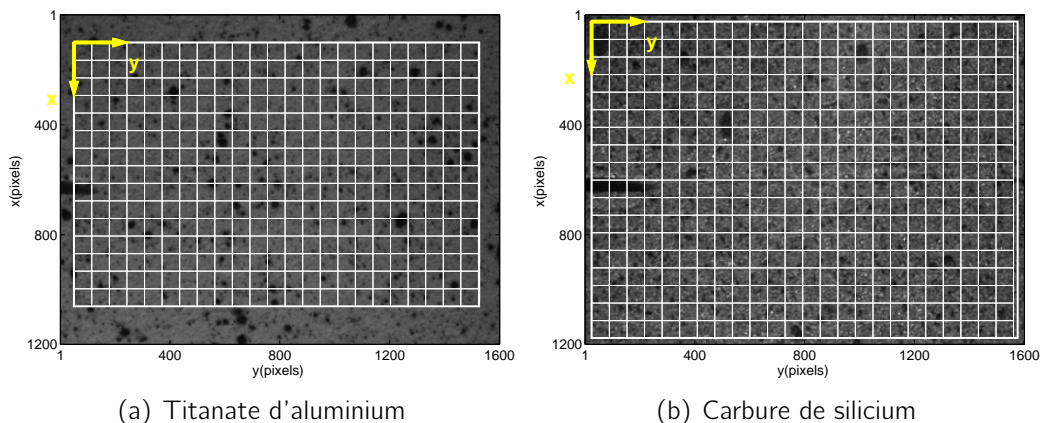 1
400
800
1200
x(pixels)
y
x
1 400 800 1200 1600
y(pixels)
(a) Titanate d'aluminium
1
400
800
1200
x(pixels)
y
x
1 400 800 1200 1600
y(pixels)
(b) Carbure de silicium